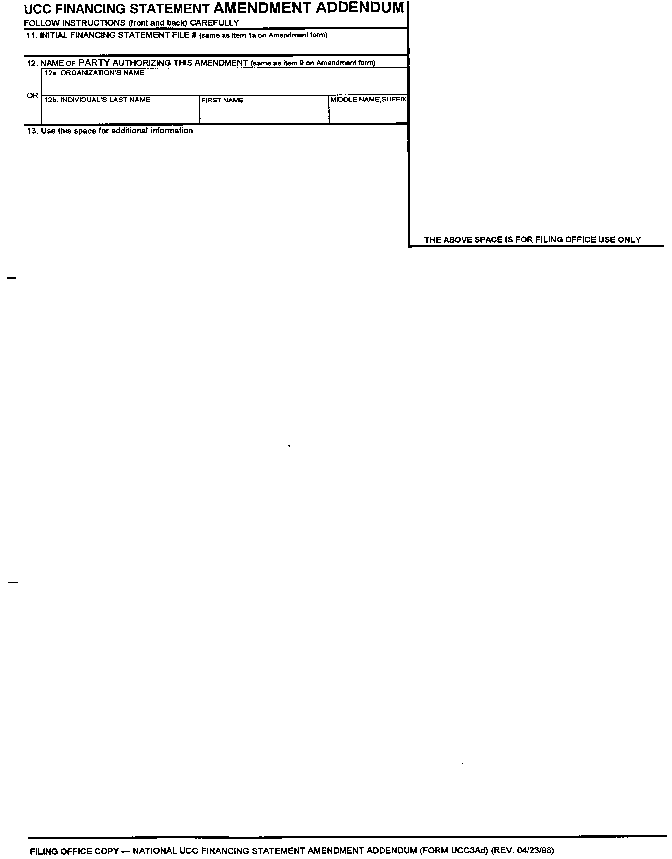 UCC FINANCING STATEMENT AMENDMENT ADDENDUM
FOLLOW INSTRUCTIONS (front and back) CAREFULLY
11. INITIAL FINANCING STATEMENT FILE # (same as item 1a on Amendment form)
12. NAME OF PARTY AUTHORIZING THIS AMENDMENT (same as item 9 on Amendment form)
12a. ORGANIZATION'S NAME
OR
12b. INDIVIDUAL'S LAST NAME
FIRST NAME
MIDDLE NAME,SUFFIX
13. Use this space for additional information
THE ABOVE SPACE IS FOR FILING OFFICE USE ONLY
FILING OFFICE COPY — NATIONAL UCC FINANCING STATEMENT AMENDMENT ADDENDUM (FORM UCC3Ad) (REV. 04/23/98)